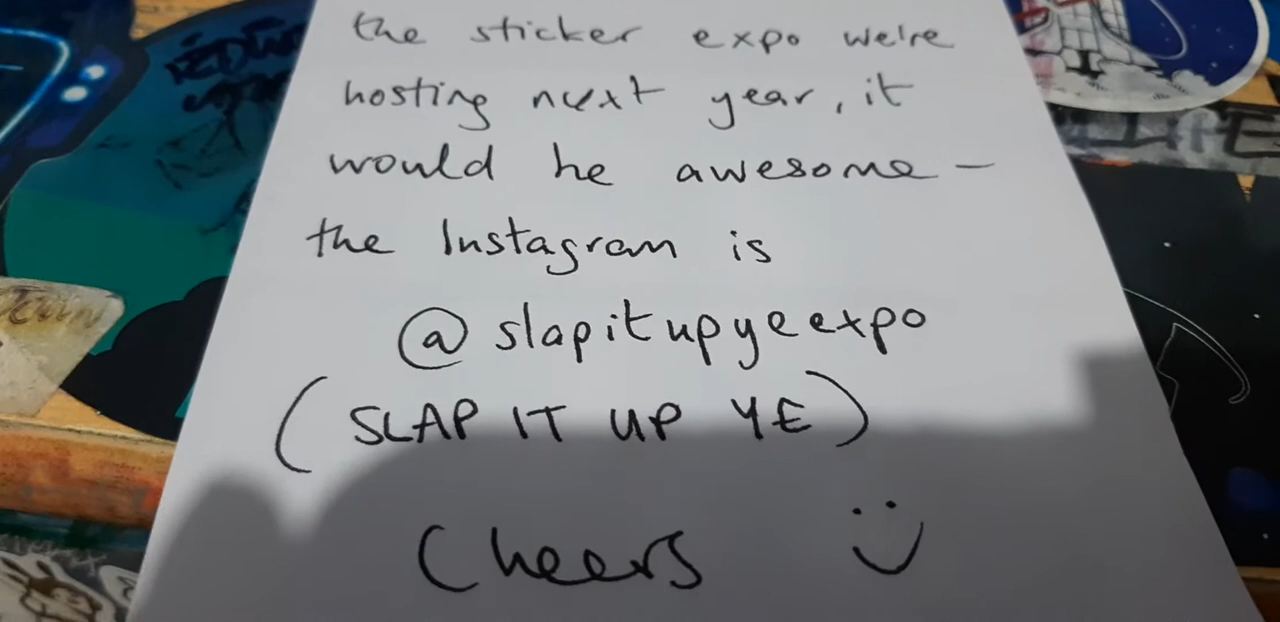 the sticker expo we're
hosting next year, it
would be awesome –
the Instagram is
@slapitupyeexpo
(SLAP IT UP YE)
Cheers :)